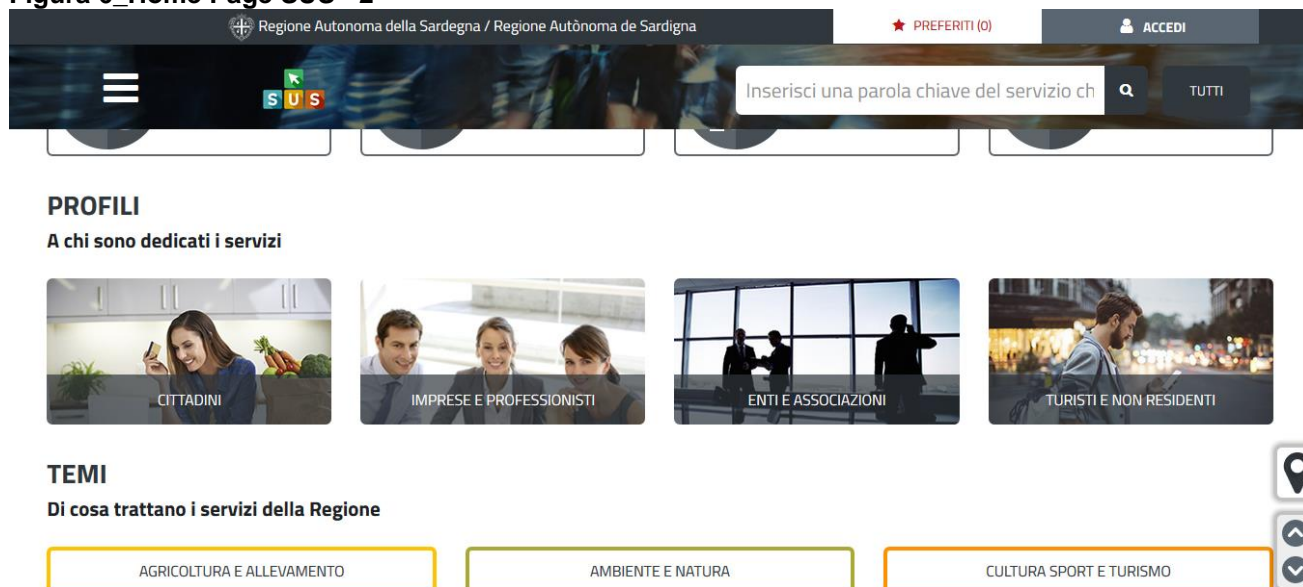 Regione Autonoma della Sardegna / Regione Autònoma de Sardigna
PREFERITI (0)
ACCEDI
SUS
Inserisci una parola chiave del servizio ch
TUTTI
PROFILI
A chi sono dedicati i servizi
CITTADINI
IMPRESE E PROFESSIONISTI
ENTI E ASSOCIAZIONI
TURISTI E NON RESIDENTI
TEMI
Di cosa trattano i servizi della Regione
AGRICOLTURA E ALLEVAMENTO
AMBIENTE E NATURA
CULTURA SPORT E TURISMO